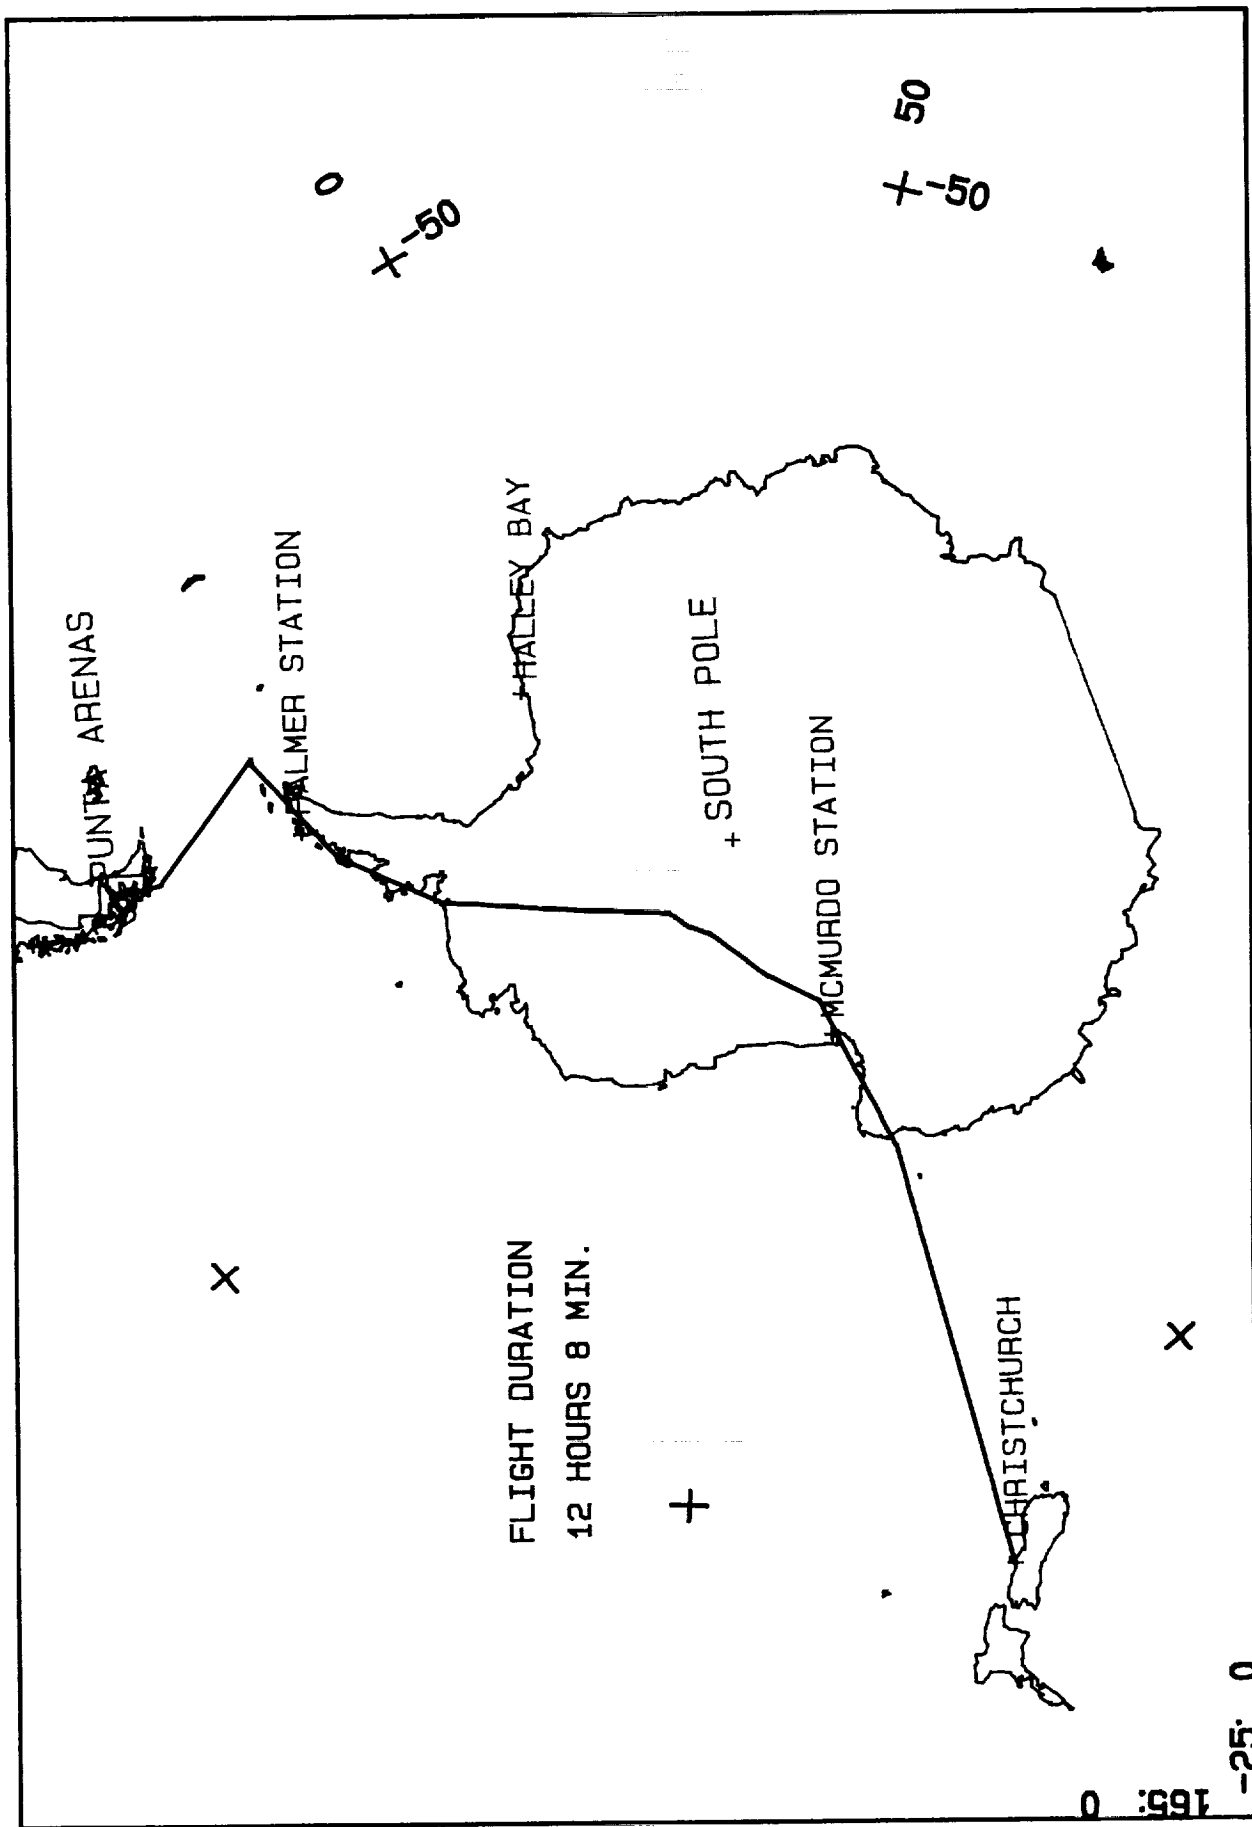 PUNTA ARENAS
0
-50
50
-50
PALMER STATION
HALLEY BAY
SOUTH POLE
MCMURDO STATION
FLIGHT DURATION
12 HOURS 8 MIN.
CHRISTCHURCH
165: 0
-25: 0